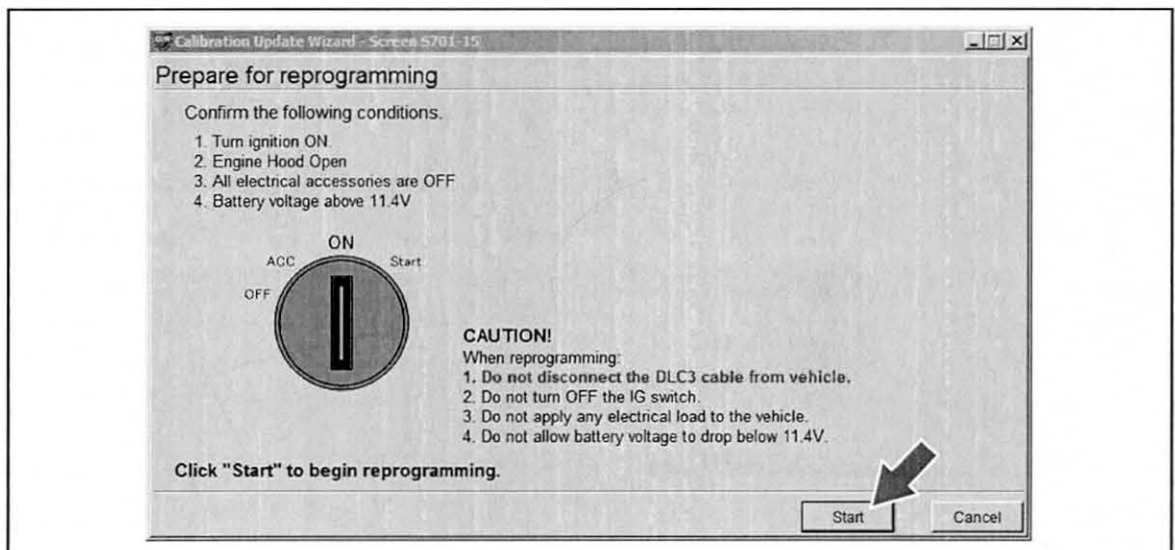 Calibration Update Wizard - Screen S701-15
Prepare for reprogramming
Confirm the following conditions.
1. Turn ignition ON.
2. Engine Hood Open
3. All electrical accessories are OFF
4. Battery voltage above 11.4V
ON
ACC
Start
OFF
CAUTION!
When reprogramming:
1. Do not disconnect the DLC3 cable from vehicle.
2. Do not turn OFF the IG switch.
3. Do not apply any electrical load to the vehicle.
4. Do not allow battery voltage to drop below 11.4V.
Click "Start" to begin reprogramming.
Start
Cancel